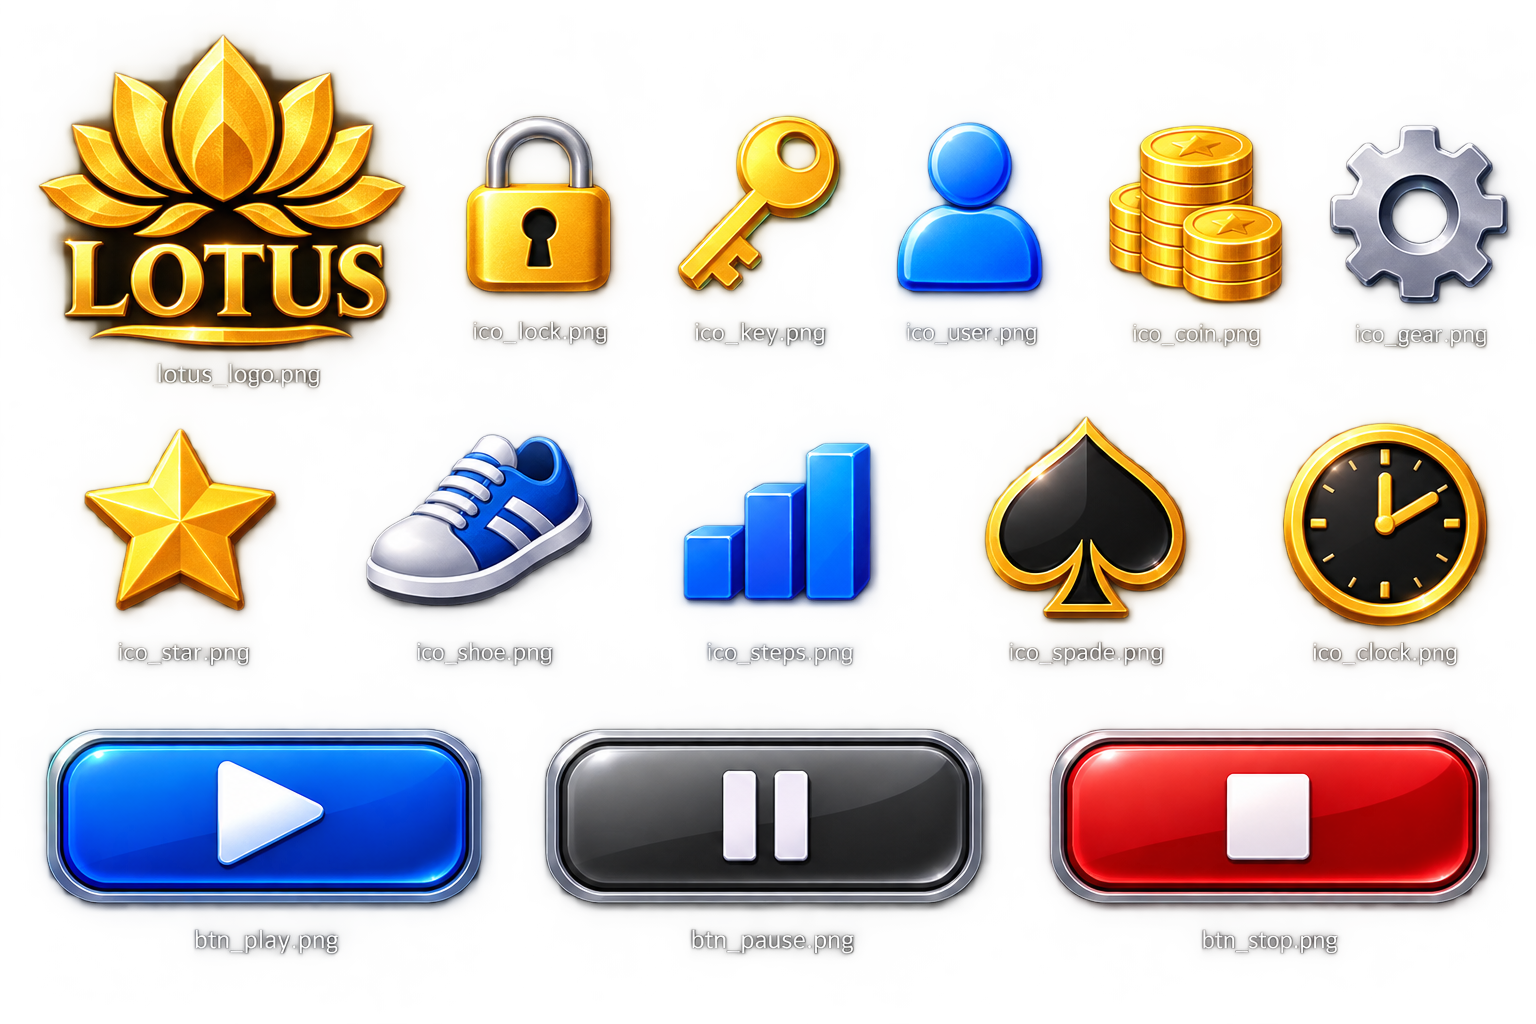 LOTUS
lotus_logo.png
ico_lock.png
ico_key.png
ico_user.png
ico_coin.png
ico_gear.png
ico_star.png
ico_shoe.png
ico_steps.png
ico_spade.png
ico_clock.png
btn_play.png
btn_pause.png
btn_stop.png